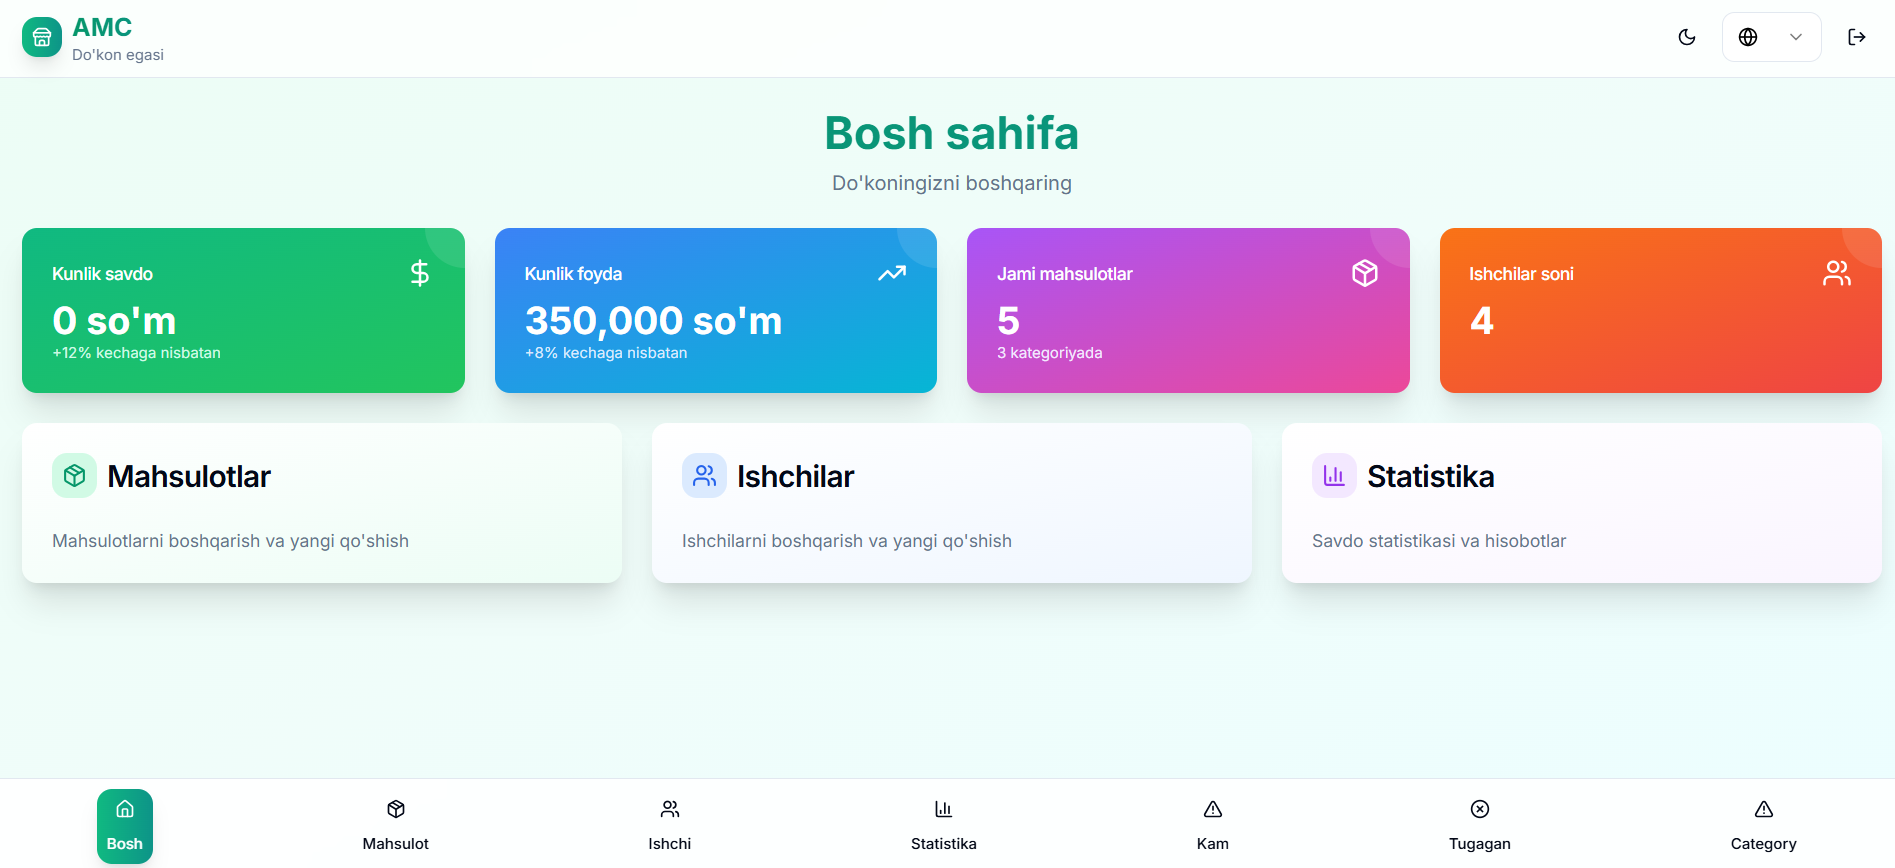 AMC
Do'kon egasi
Bosh sahifa
Do'koningizni boshqaring
Kunlik savdo
0 so'm
+12% kechaga nisbatan
Kunlik foyda
350,000 so'm
+8% kechaga nisbatan
Jami mahsulotlar
5
3 kategoriyada
Ishchilar soni
4
Mahsulotlar
Mahsulotlarni boshqarish va yangi qo'shish
Ishchilar
Ishchilarni boshqarish va yangi qo'shish
Statistika
Savdo statistikasi va hisobotlar
Bosh
Mahsulot
Ishchi
Statistika
Kam
Tugagan
Category